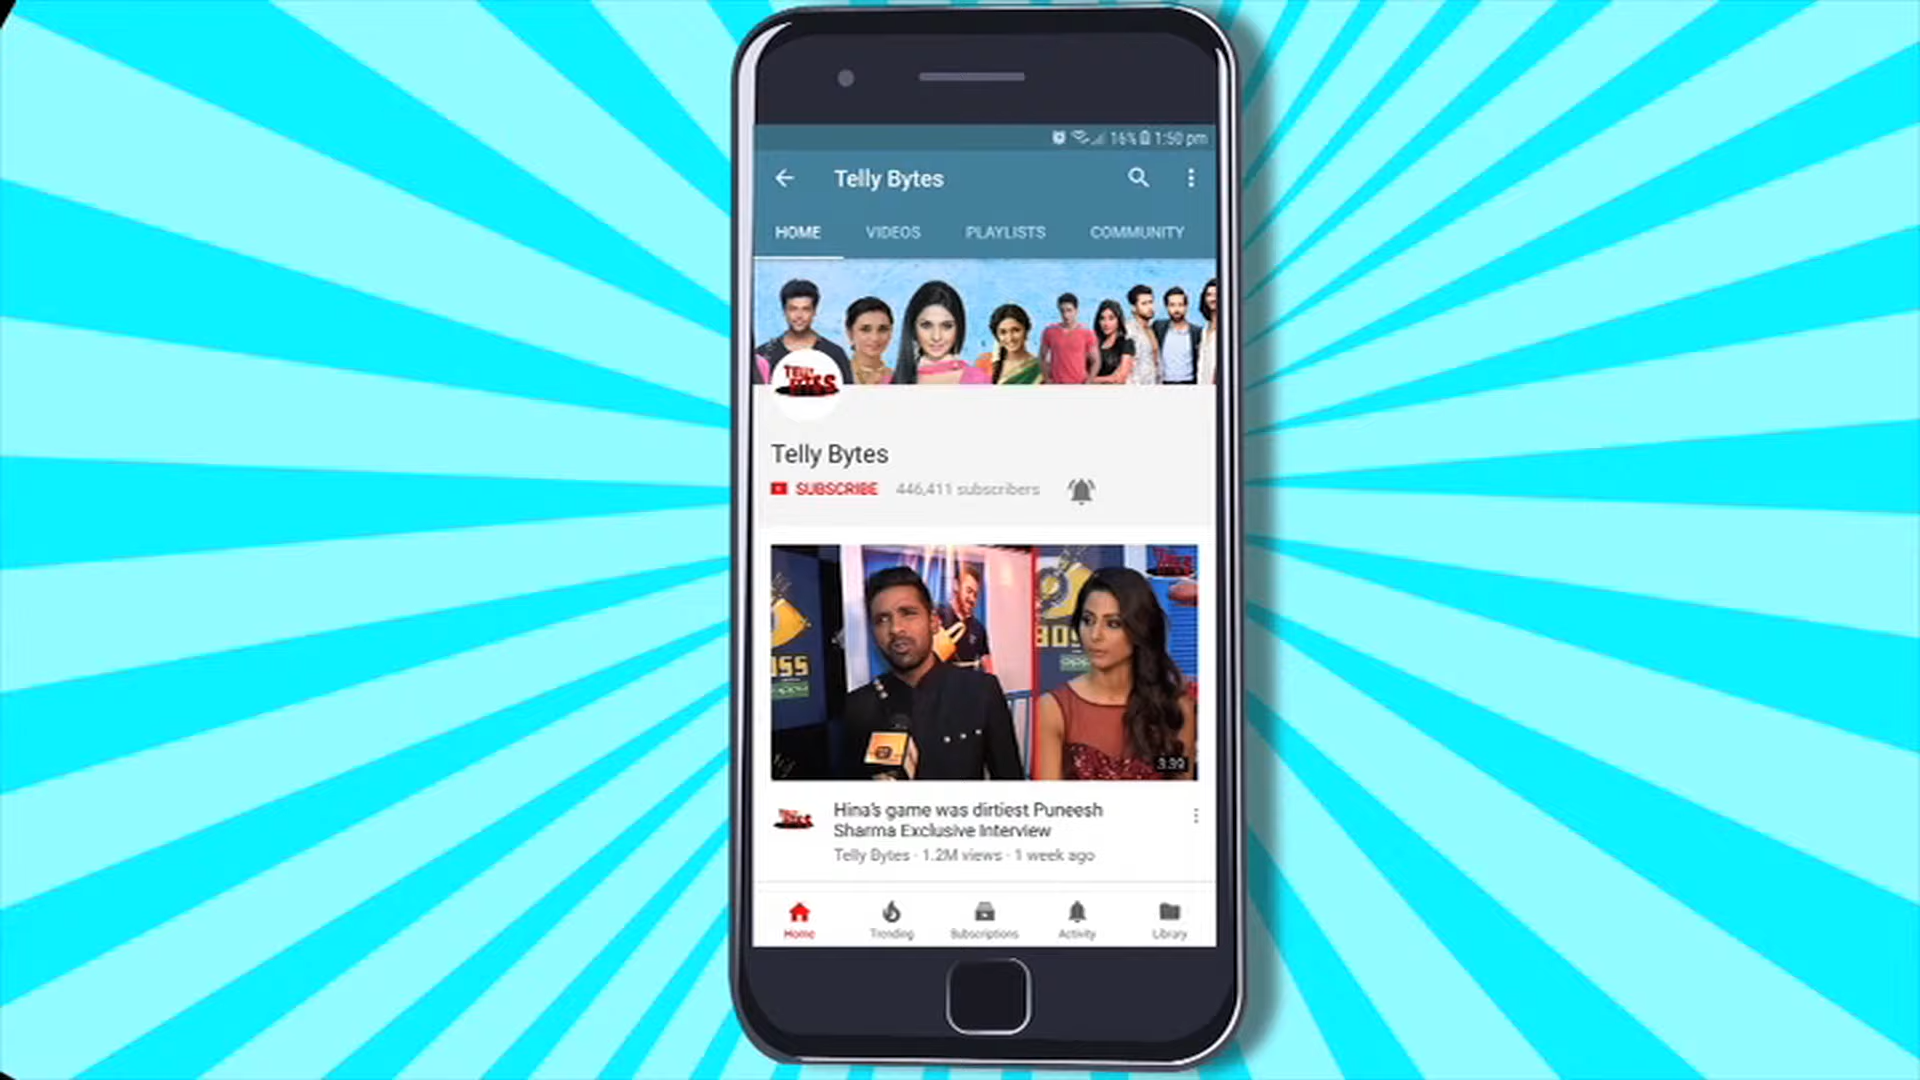 16% 1:50 pm
Telly Bytes
HOME VIDEOS PLAYLISTS COMMUNITY
Telly Bytes
SUBSCRIBE 446,411 subscribers
BOSS
3:39
Hina's game was dirtiest Puneesh
Sharma Exclusive Interview
Telly Bytes · 1.2M views · 1 week ago
Home Trending Subscriptions Activity Library